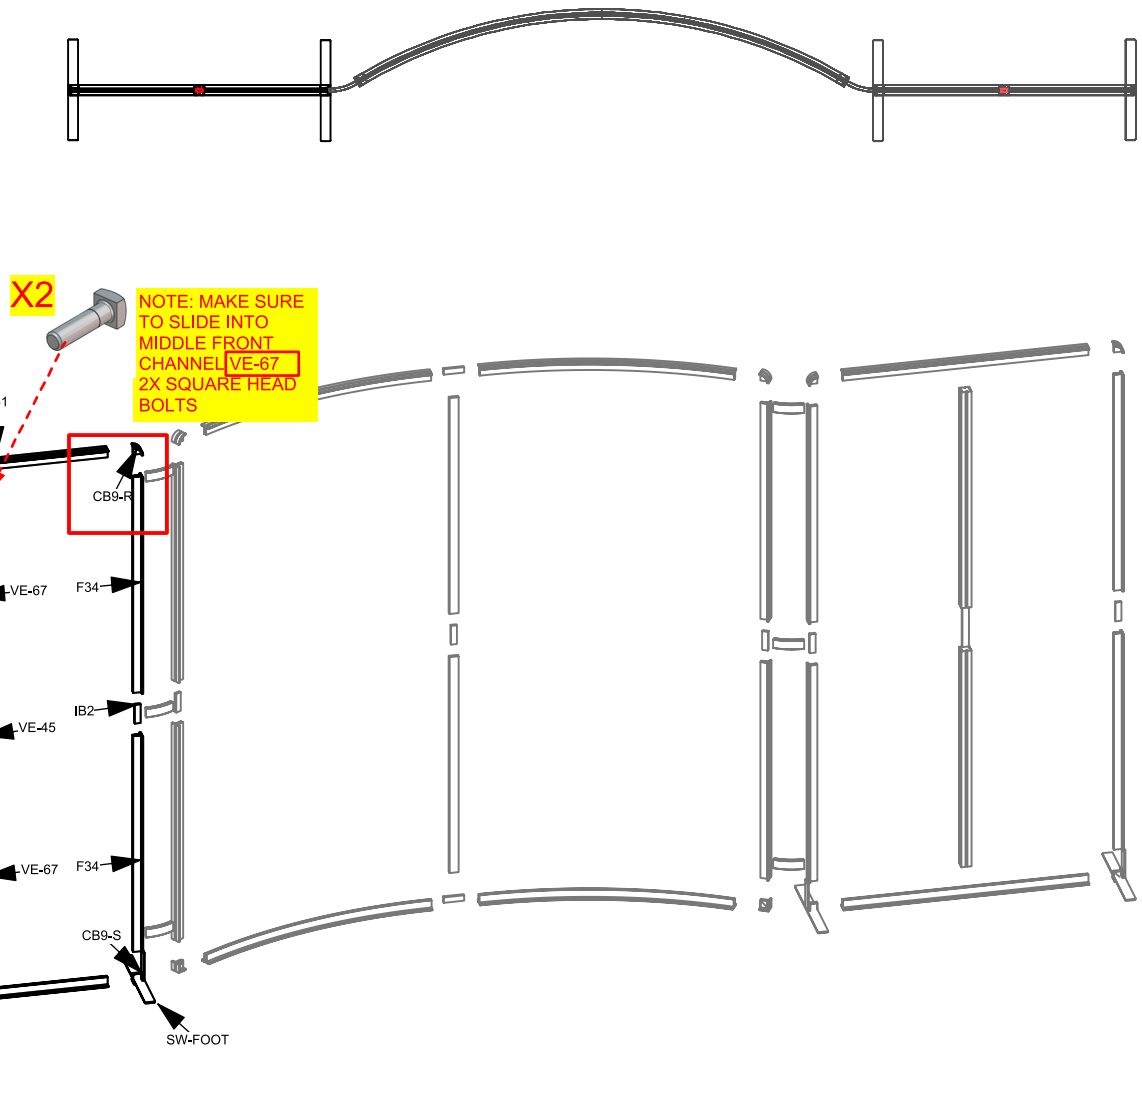 X2
NOTE: MAKE SURE
TO SLIDE INTO
MIDDLE FRONT
CHANNEL VE-67
2X SQUARE HEAD
BOLTS
CB9-R
VE-67
F34
IB2
VE-45
VE-67
F34
CB9-S
SW-FOOT